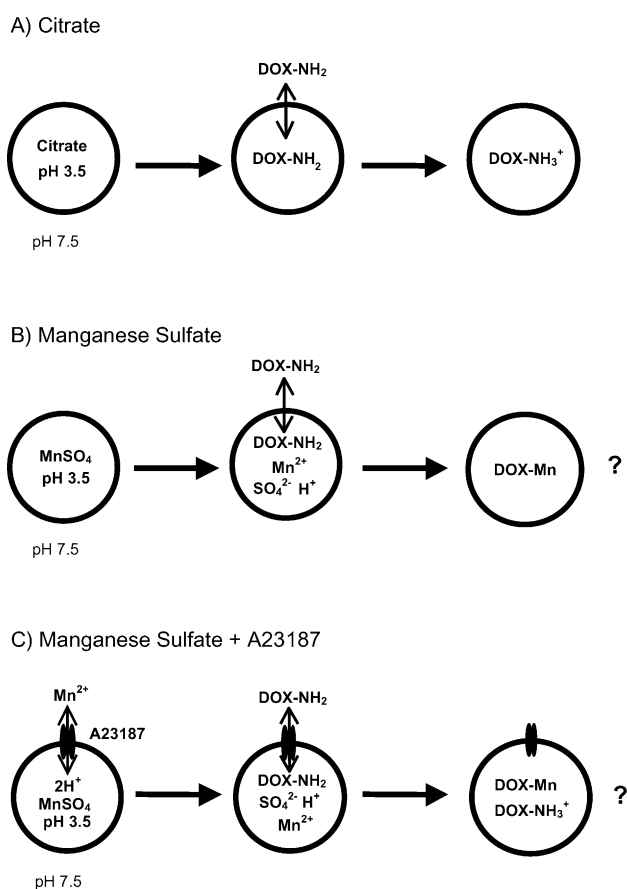 A) Citrate
DOX-NH₂
Citrate
pH 3.5
DOX-NH₂
DOX-NH₃⁺
pH 7.5
B) Manganese Sulfate
DOX-NH₂
MnSO₄
pH 3.5
DOX-NH₂
Mn²⁺
SO₄²⁻ H⁺
DOX-Mn
?
pH 7.5
C) Manganese Sulfate + A23187
Mn²⁺
A23187
2H⁺
MnSO₄
pH 3.5
DOX-NH₂
DOX-NH₂
SO₄²⁻ H⁺
Mn²⁺
DOX-Mn
DOX-NH₃⁺
?
pH 7.5